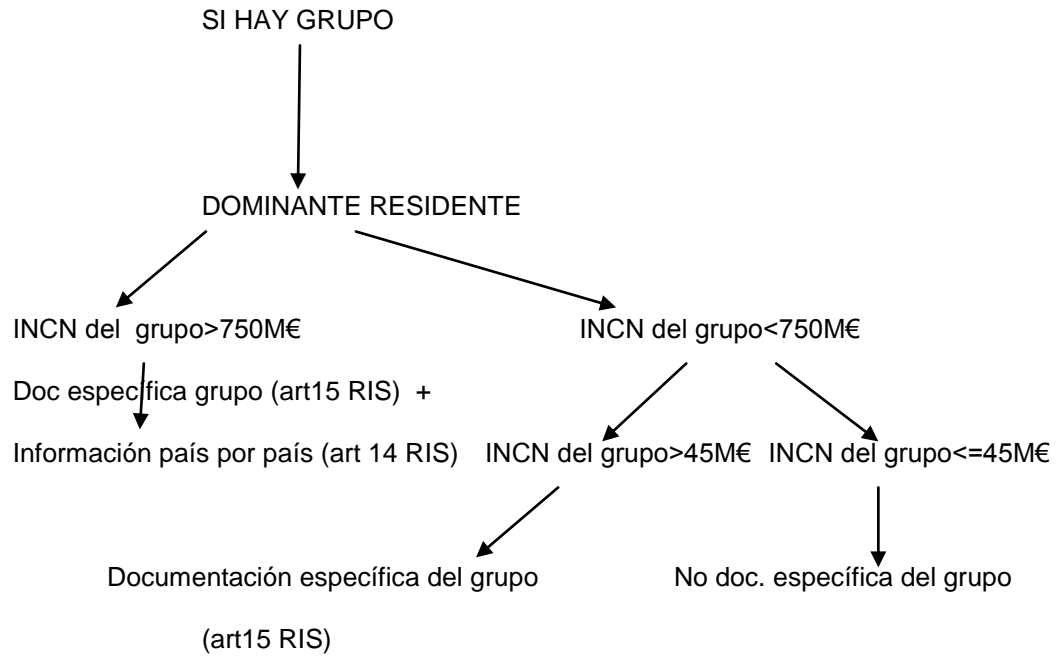 SI HAY GRUPO
DOMINANTE RESIDENTE
INCN del grupo>750M€
INCN del grupo<750M€
Doc específica grupo (art15 RIS) +
Información país por país (art 14 RIS)
INCN del grupo>45M€
INCN del grupo<=45M€
Documentación específica del grupo
No doc. específica del grupo
(art15 RIS)